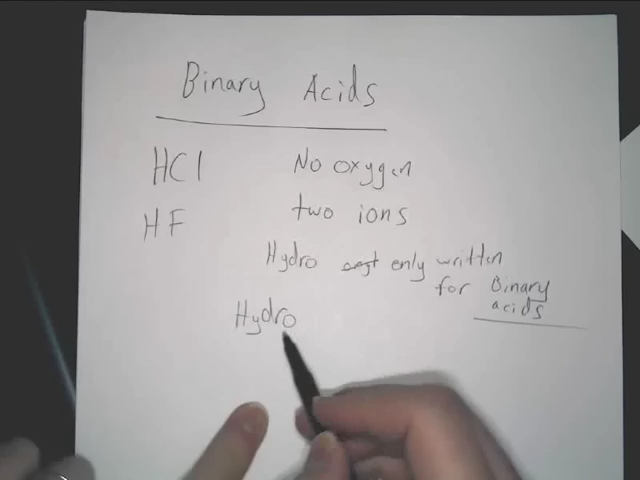 Binary Acids
HCl No oxygen
HF two ions
Hydro only written
for Binary
acids
Hydro